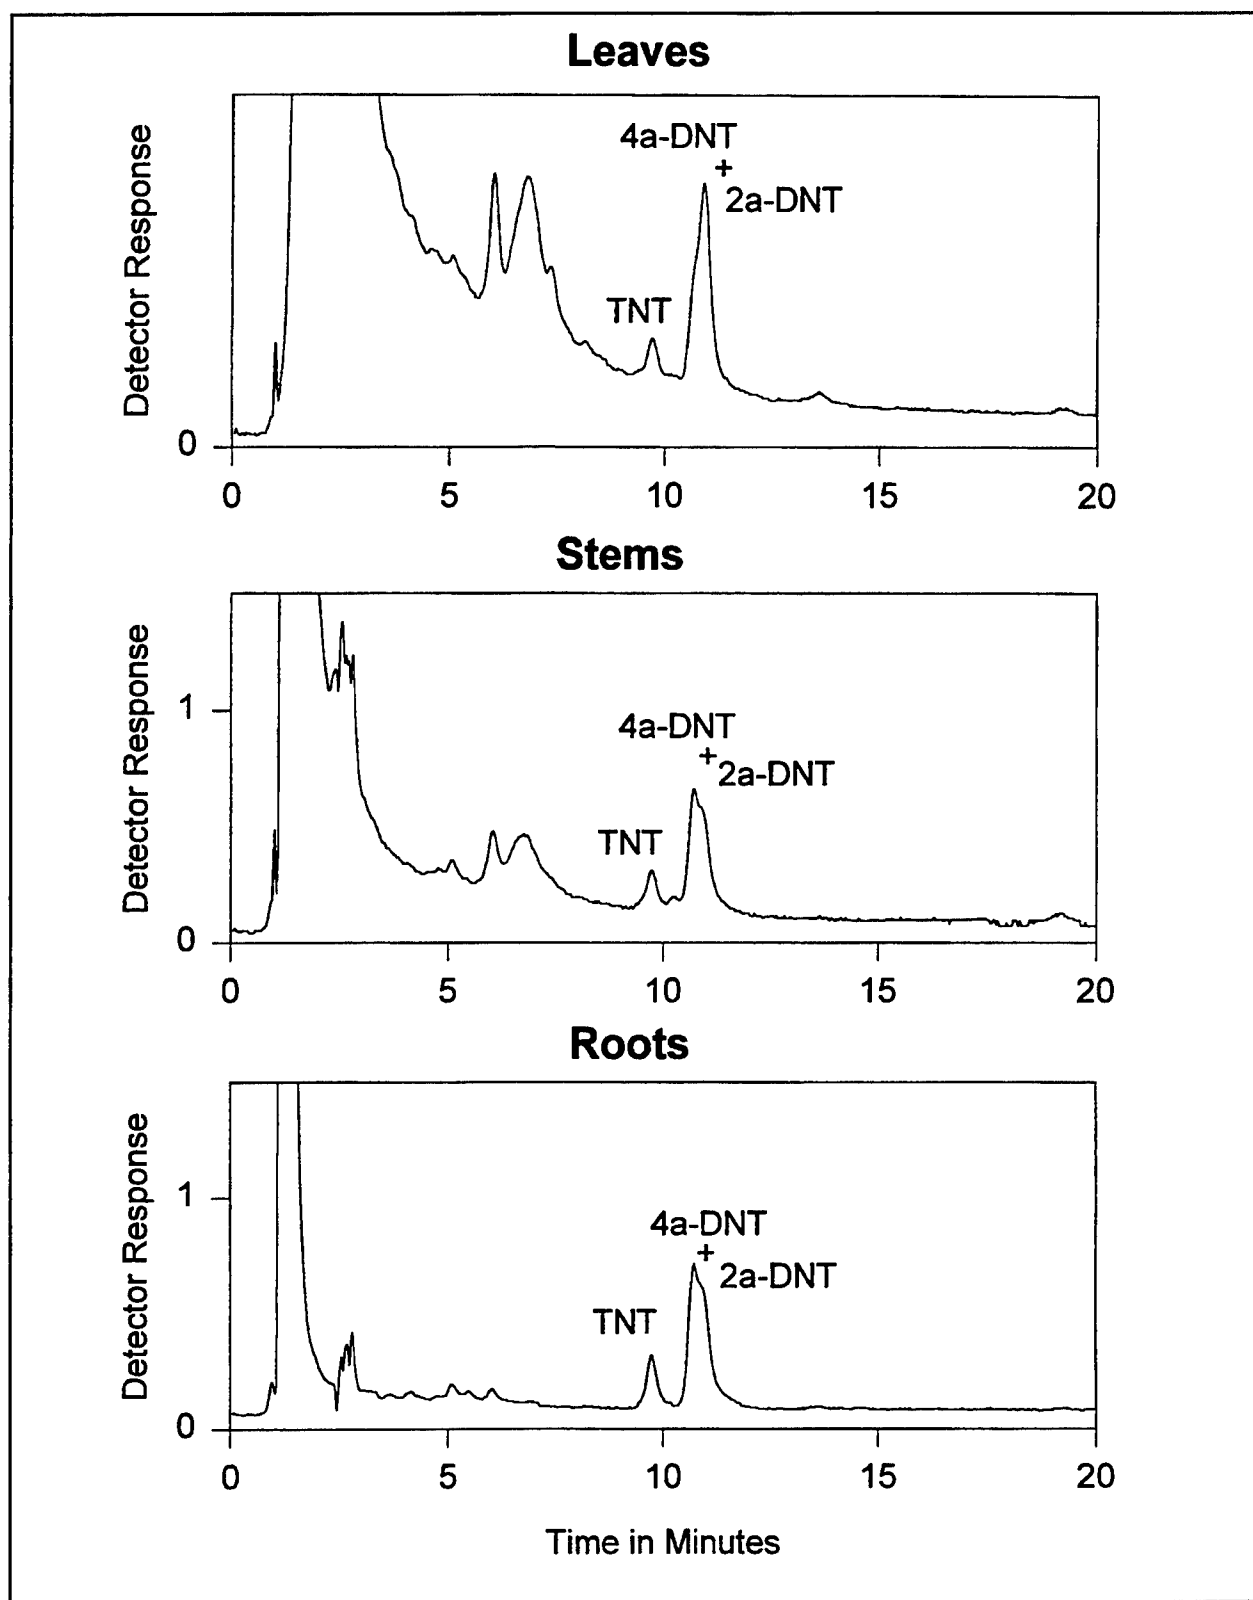 Leaves
Detector Response
4a-DNT
+
2a-DNT
TNT
0
0 5 10 15 20
Stems
Detector Response
1
4a-DNT
+
2a-DNT
TNT
0
0 5 10 15 20
Roots
Detector Response
1
4a-DNT
+
2a-DNT
TNT
0
0 5 10 15 20
Time in Minutes